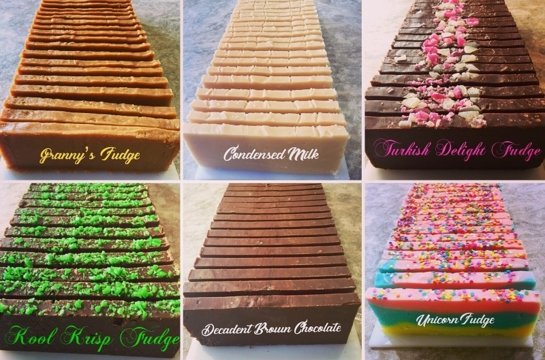 Granny's Fudge
Condensed Milk
Turkish Delight Fudge
Kool Krisp Fudge
Decadent Brown Chocolate
Unicorn Fudge